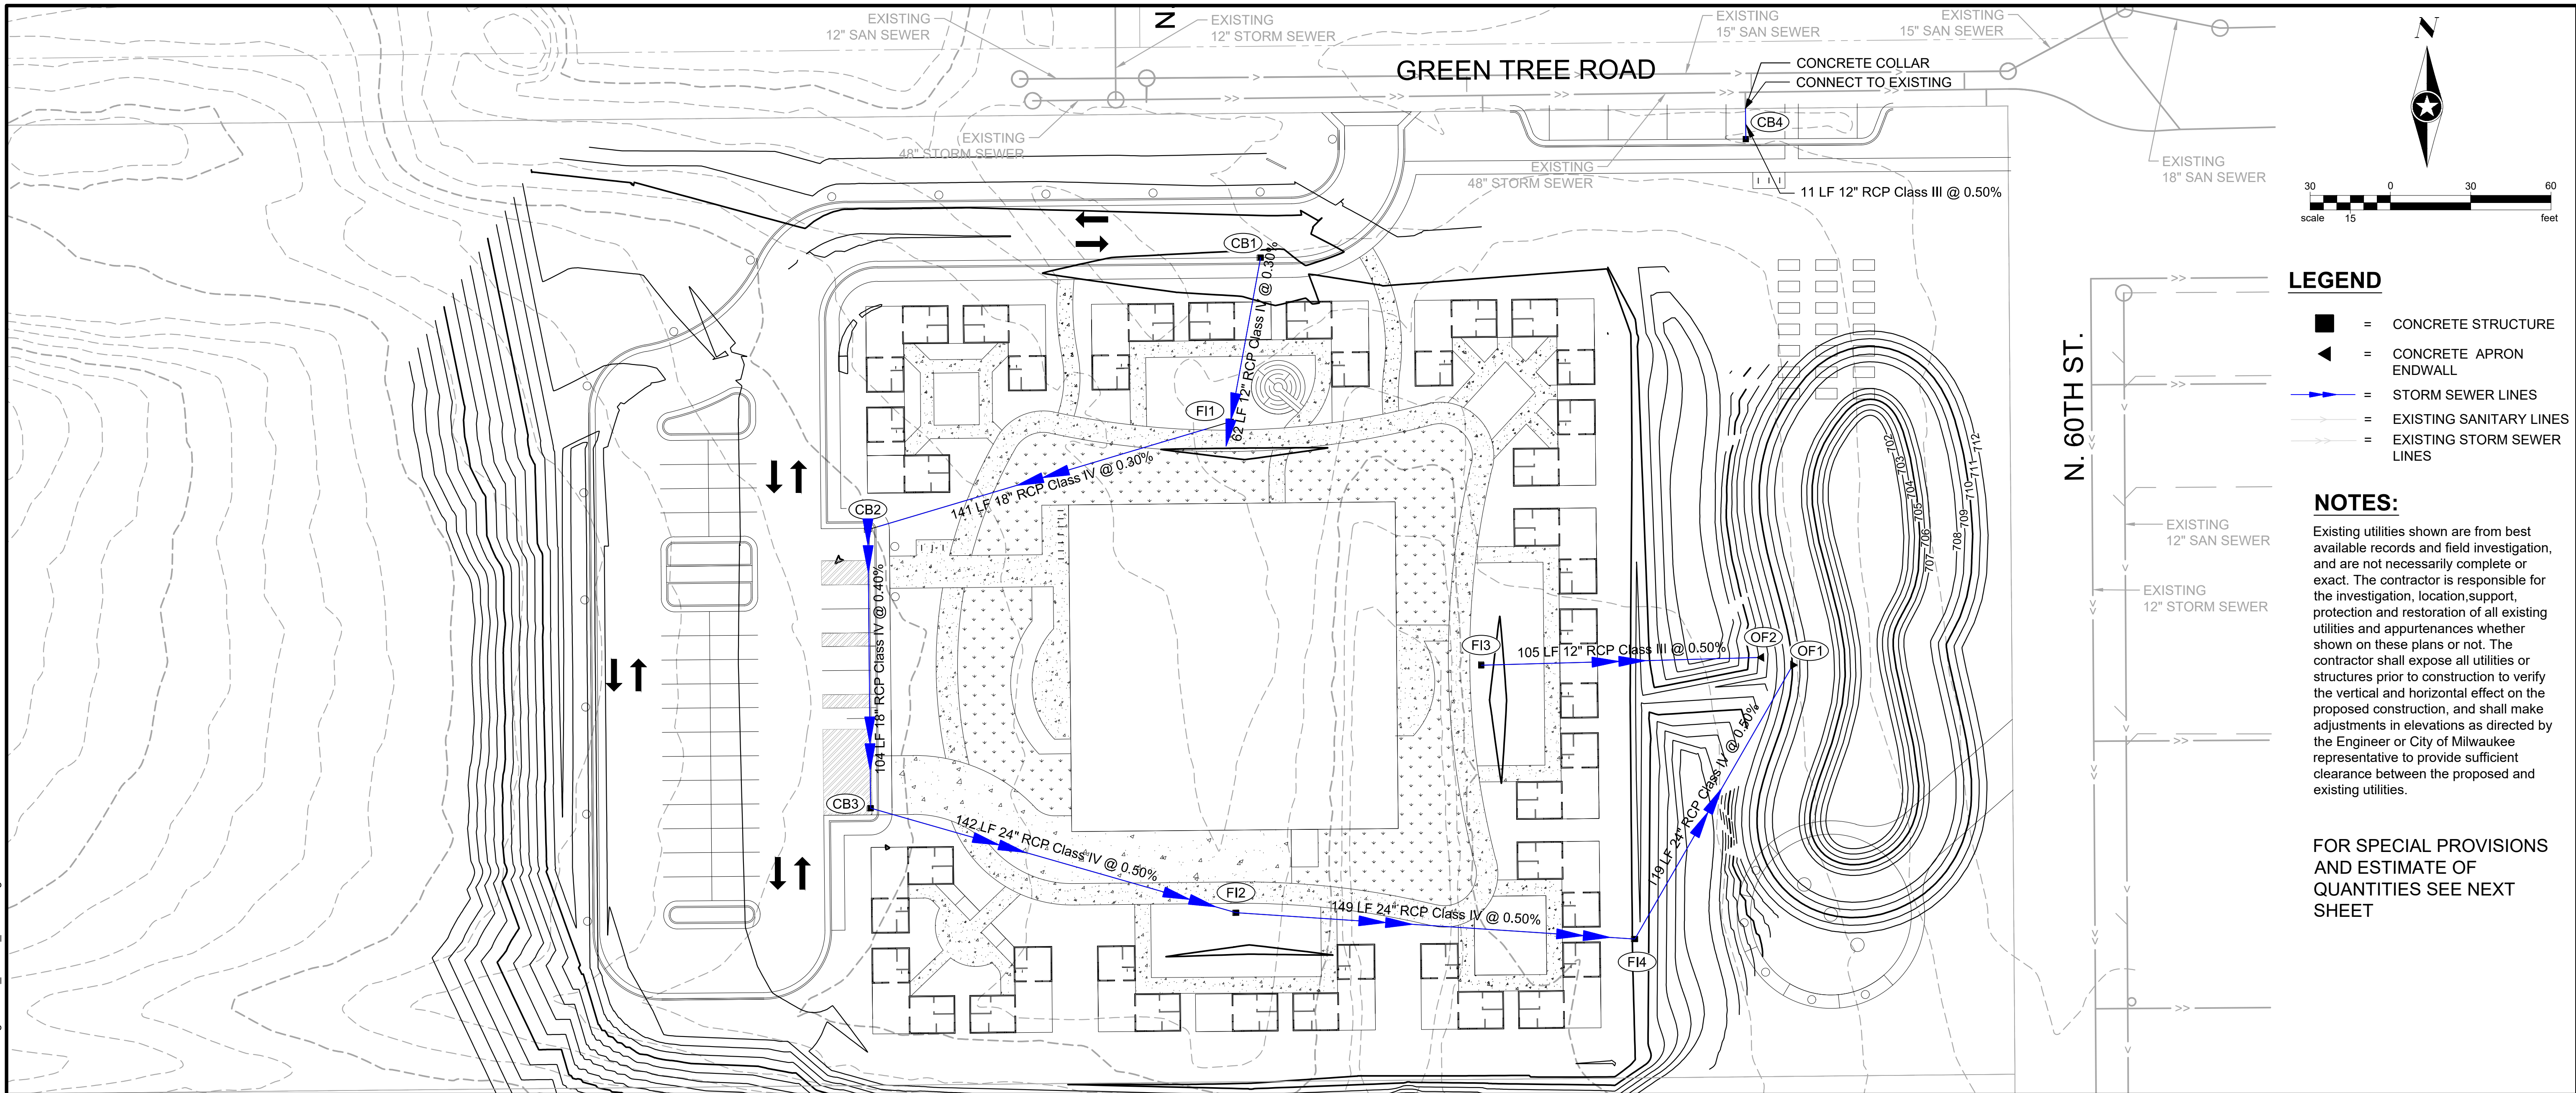 EXISTING
12" SAN SEWER
EXISTING
12" STORM SEWER
N
EXISTING
15" SAN SEWER
EXISTING
15" SAN SEWER
GREEN TREE ROAD
CONCRETE COLLAR
CONNECT TO EXISTING
CB4
EXISTING
48" STORM SEWER
EXISTING
48" STORM SEWER
EXISTING
18" SAN SEWER
11 LF 12" RCP Class III @ 0.50%
N
30 0 30 60
scale 15 feet
CB1
62 LF 12" RCP Class IV @ 0.30%
FI1
141 LF 18" RCP Class IV @ 0.30%
CB2
104 LF 18" RCP Class IV @ 0.40%
CB3
142 LF 24" RCP Class IV @ 0.50%
FI2
149 LF 24" RCP Class IV @ 0.50%
FI4
119 LF 24" RCP Class IV @ 0.50%
FI3
105 LF 12" RCP Class III @ 0.50%
OF2
OF1
702
703
704
705
706
707
708
709
710
711
712
N. 60TH ST.
EXISTING
12" SAN SEWER
EXISTING
12" STORM SEWER
LEGEND
= CONCRETE STRUCTURE
= CONCRETE APRON
ENDWALL
= STORM SEWER LINES
= EXISTING SANITARY LINES
= EXISTING STORM SEWER
LINES
NOTES:
Existing utilities shown are from best
available records and field investigation,
and are not necessarily complete or
exact. The contractor is responsible for
the investigation, location,support,
protection and restoration of all existing
utilities and appurtenances whether
shown on these plans or not. The
contractor shall expose all utilities or
structures prior to construction to verify
the vertical and horizontal effect on the
proposed construction, and shall make
adjustments in elevations as directed by
the Engineer or City of Milwaukee
representative to provide sufficient
clearance between the proposed and
existing utilities.
FOR SPECIAL PROVISIONS
AND ESTIMATE OF
QUANTITIES SEE NEXT
SHEET